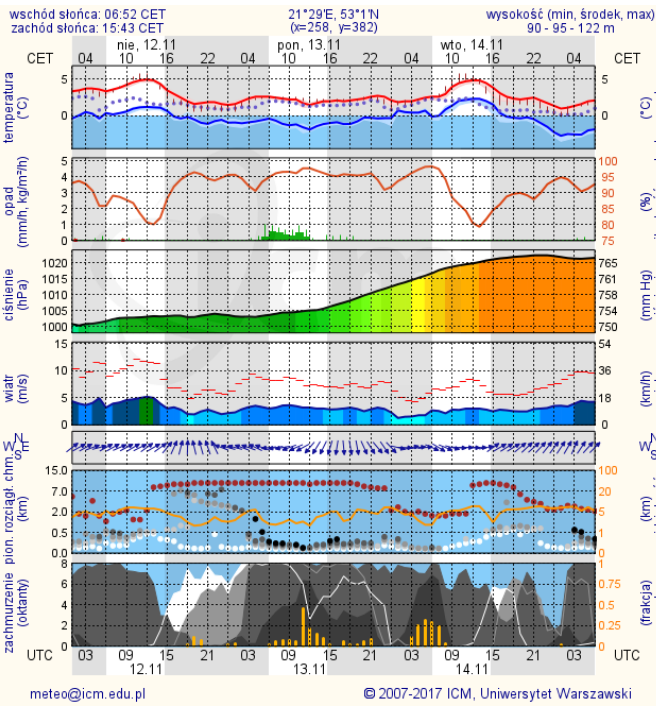 wschód słońca: 06:52 CET
zachód słońca: 15:43 CET
21°29'E, 53°1'N
(x=258, y=382)
wysokość (min, środek, max)
90 - 95 - 122 m
nie, 12.11 pon, 13.11 wto, 14.11
CET 04 10 16 22 04 10 16 22 04 10 16 22 04 CET
temperatura
(°C)
5 5
0 0
opad
(mm/h, kg/m²/h)
5 100
4 95
3 90
2 85
1 80
0 75
(%)
ciśnienie
(hPa)
1020 765
1015 761
1010 758
1005 754
1000 750
(mm Hg)
wiatr
(m/s)
15 54
10 36
5 18
0 0
(km/h)
N
W E
S
N
W E
S
pion. rozciągł. chm.
(km)
15.0 100
7.0 20
2.0 5
0.5 1
0.0 0
(km)
zachmurzenie
(oktanty)
8 1
6 0.75
4 0.5
2 0.25
0 0
(frakcja)
UTC 03 09 15 21 03 09 15 21 03 09 15 21 03 UTC
12.11 13.11 14.11
meteo@icm.edu.pl © 2007-2017 ICM, Uniwersytet Warszawski